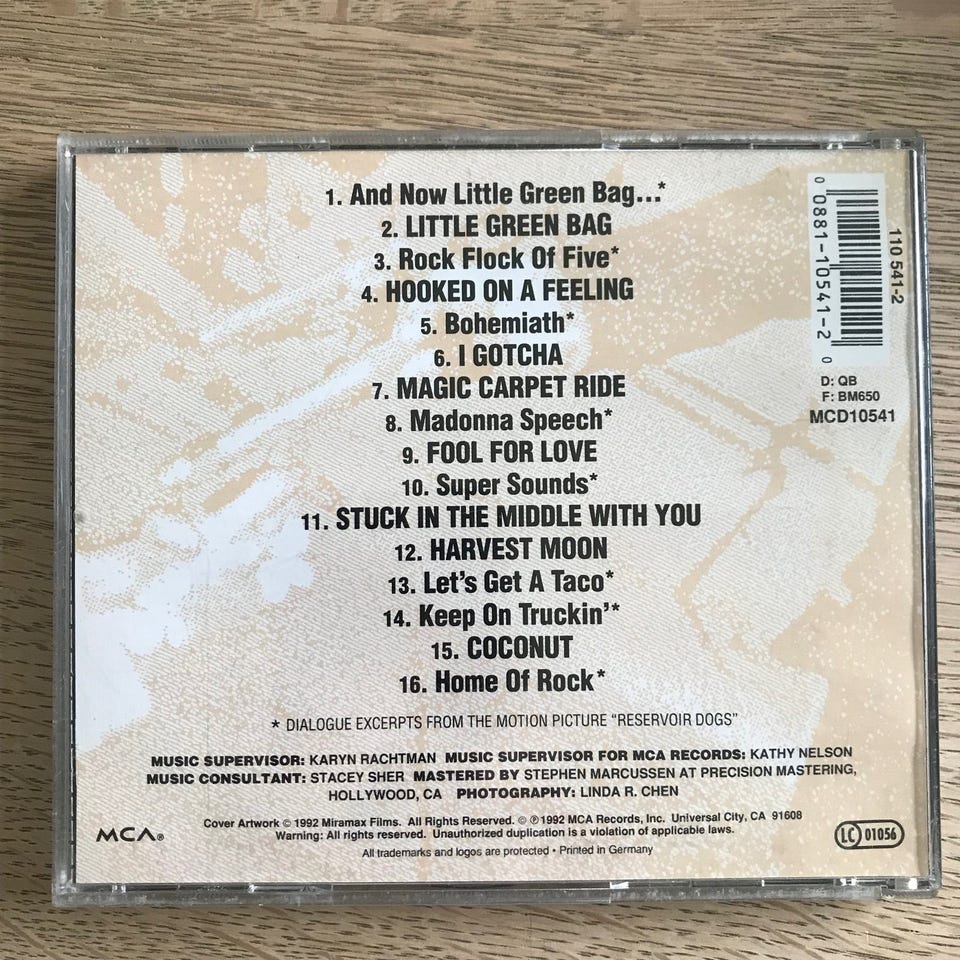 1. And Now Little Green Bag...*
2. LITTLE GREEN BAG
3. Rock Flock Of Five*
4. HOOKED ON A FEELING
5. Bohemiath*
6. I GOTCHA
7. MAGIC CARPET RIDE
8. Madonna Speech*
9. FOOL FOR LOVE
10. Super Sounds*
11. STUCK IN THE MIDDLE WITH YOU
12. HARVEST MOON
13. Let's Get A Taco*
14. Keep On Truckin'*
15. COCONUT
16. Home Of Rock*
* DIALOGUE EXCERPTS FROM THE MOTION PICTURE "RESERVOIR DOGS"
MUSIC SUPERVISOR: KARYN RACHTMAN MUSIC SUPERVISOR FOR MCA RECORDS: KATHY NELSON
MUSIC CONSULTANT: STACEY SHER MASTERED BY STEPHEN MARCUSSEN AT PRECISION MASTERING,
HOLLYWOOD, CA PHOTOGRAPHY: LINDA R. CHEN
Cover Artwork © 1992 Miramax Films. All Rights Reserved. © ℗ 1992 MCA Records, Inc. Universal City, CA 91608
Warning: All rights reserved. Unauthorized duplication is a violation of applicable laws.
All trademarks and logos are protected • Printed in Germany
MCA®
LC 01056
110 541-2
0 0881-10541-2 0
D: QB
F: BM650
MCD10541